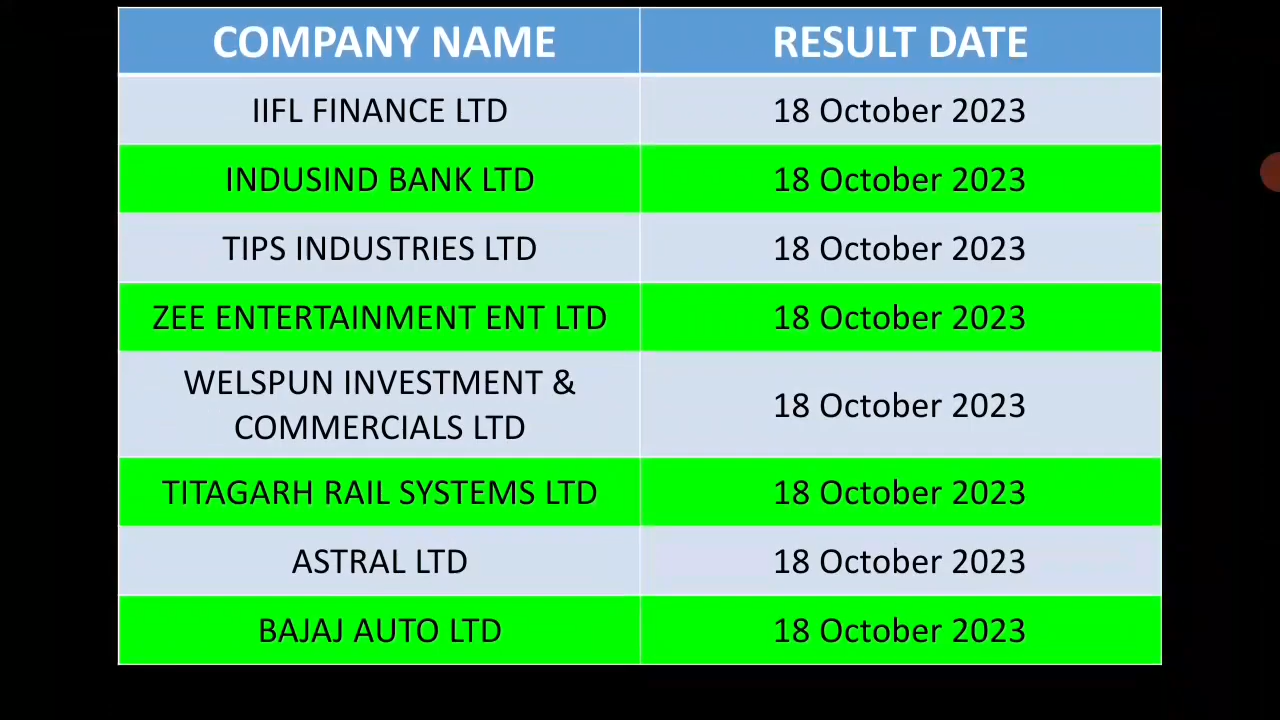 COMPANY NAME RESULT DATE
IIFL FINANCE LTD 18 October 2023
INDUSIND BANK LTD 18 October 2023
TIPS INDUSTRIES LTD 18 October 2023
ZEE ENTERTAINMENT ENT LTD 18 October 2023
WELSPUN INVESTMENT &
COMMERCIALS LTD 18 October 2023
TITAGARH RAIL SYSTEMS LTD 18 October 2023
ASTRAL LTD 18 October 2023
BAJAJ AUTO LTD 18 October 2023